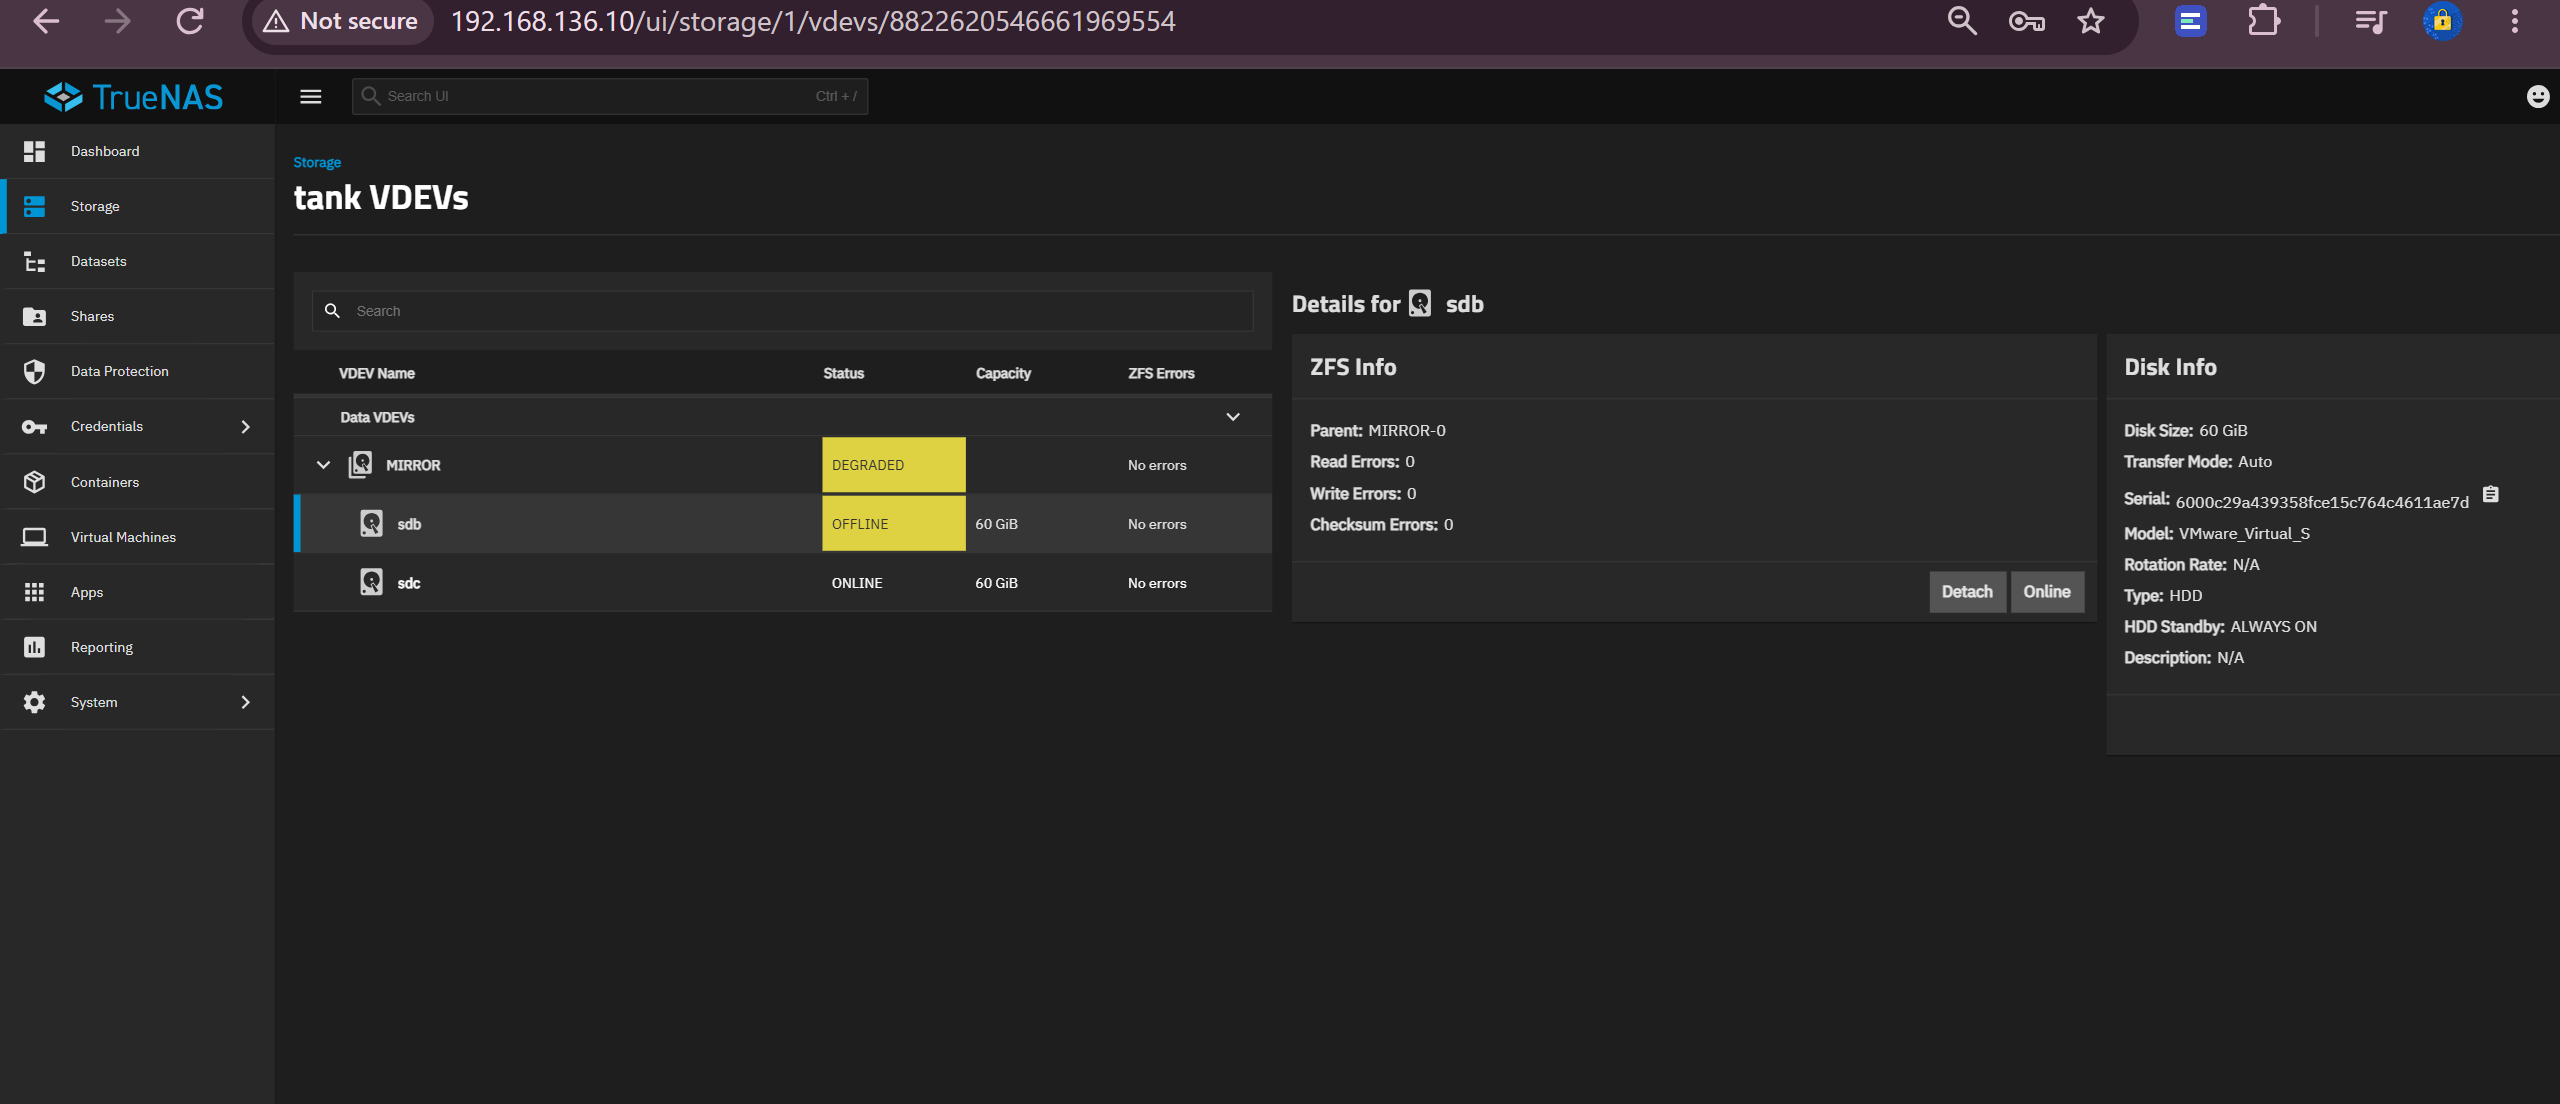 Not secure 192.168.136.10/ui/storage/1/vdevs/8822620546661969554
TrueNAS
Search UI Ctrl + /
Dashboard
Storage
Datasets
Shares
Data Protection
Credentials
Containers
Virtual Machines
Apps
Reporting
System
Storage
tank VDEVs
Search
VDEV Name Status Capacity ZFS Errors
Data VDEVs
MIRROR DEGRADED No errors
sdb OFFLINE 60 GiB No errors
sdc ONLINE 60 GiB No errors
Details for sdb
ZFS Info
Parent: MIRROR-0
Read Errors: 0
Write Errors: 0
Checksum Errors: 0
Detach Online
Disk Info
Disk Size: 60 GiB
Transfer Mode: Auto
Serial: 6000c29a439358fce15c764c4611ae7d
Model: VMware_Virtual_S
Rotation Rate: N/A
Type: HDD
HDD Standby: ALWAYS ON
Description: N/A